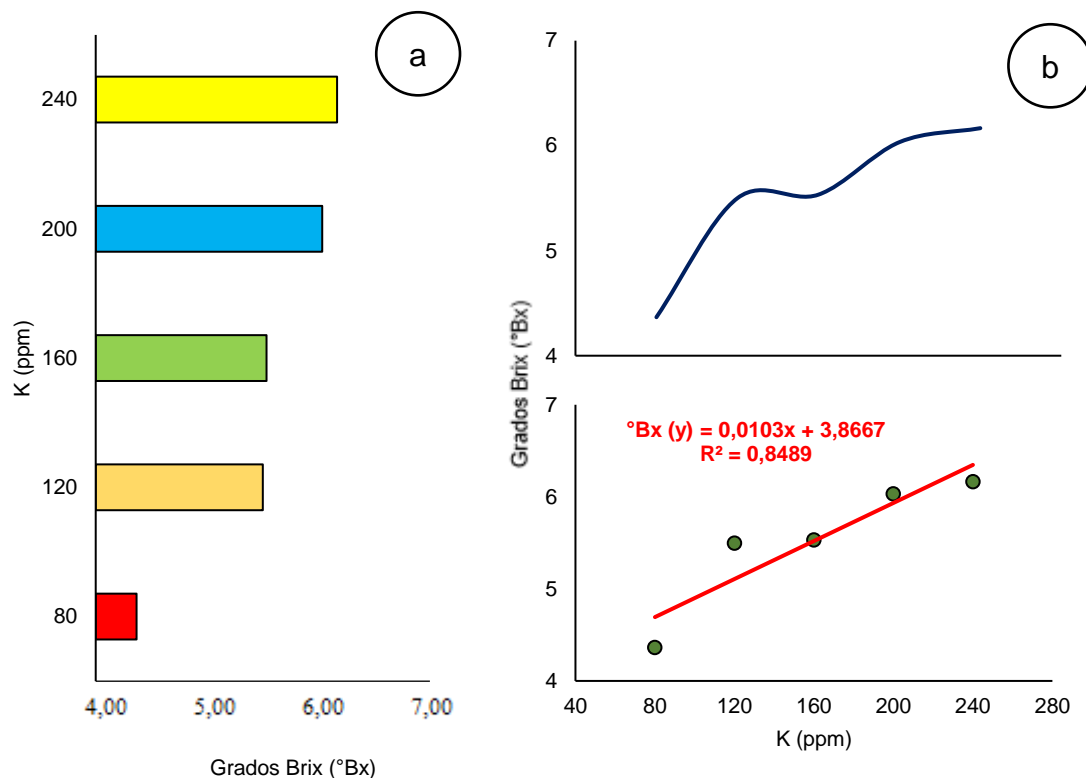 a
240
200
160
120
80
K (ppm)
4,00 5,00 6,00 7,00
Grados Brix (°Bx)
b
7
6
5
4
Grados Brix (°Bx)
7
6
5
4
°Bx (y) = 0,0103x + 3,8667
R² = 0,8489
40 80 120 160 200 240 280
K (ppm)